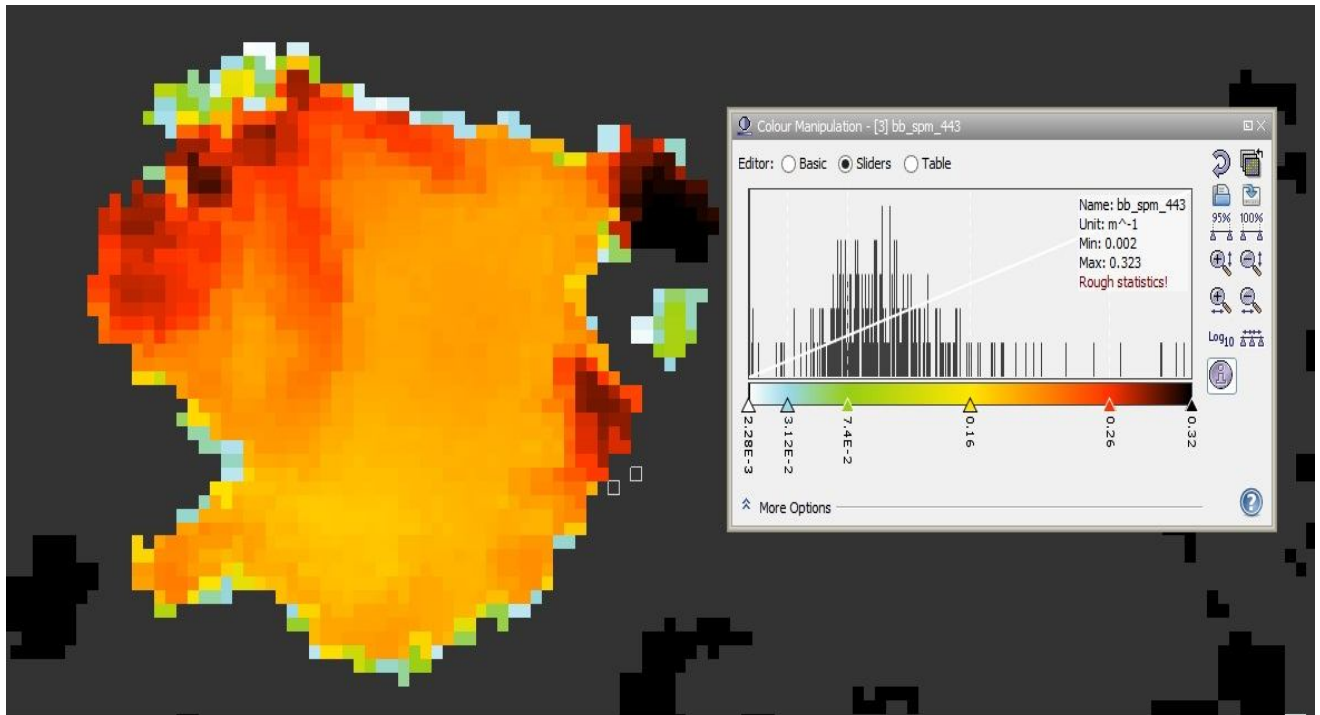 Colour Manipulation - [3] bb_spm_443
Editor: Basic Sliders Table
Name: bb_spm_443
Unit: m^-1
Min: 0.002
Max: 0.323
Rough statistics!
95% 100%
Log10
2.28E-3
3.12E-2
7.4E-2
0.16
0.26
0.32
More Options